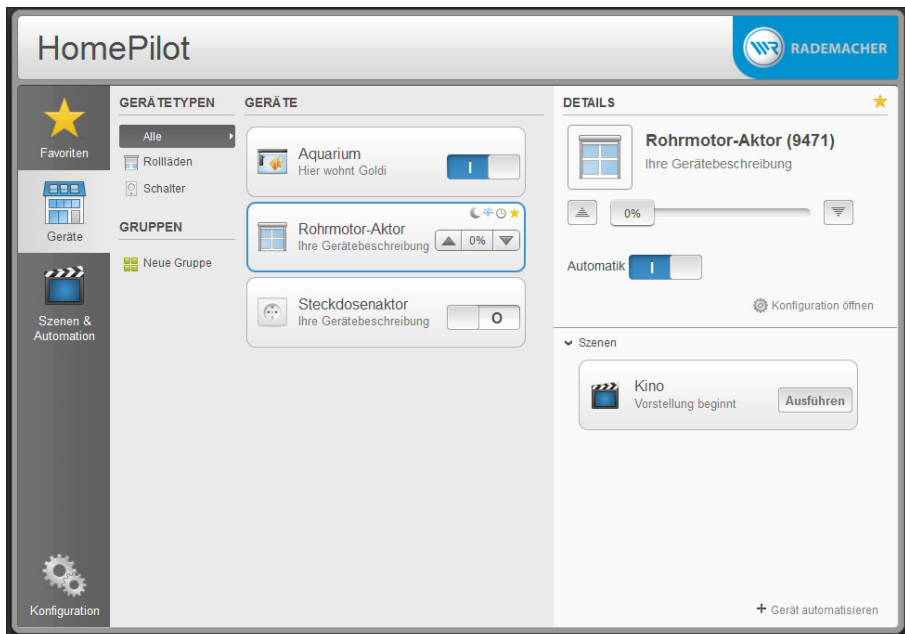 HomePilot
WR RADEMACHER
Favoriten
Geräte
Szenen &
Automation
Konfiguration
GERÄTETYPEN
Alle
Rollläden
Schalter
GRUPPEN
Neue Gruppe
GERÄTE
Aquarium
Hier wohnt Goldi
I
Rohrmotor-Aktor
Ihre Gerätebeschreibung
0%
Steckdosenaktor
Ihre Gerätebeschreibung
O
DETAILS
Rohrmotor-Aktor (9471)
Ihre Gerätebeschreibung
0%
Automatik
I
Konfiguration öffnen
Szenen
Kino
Vorstellung beginnt
Ausführen
+ Gerät automatisieren